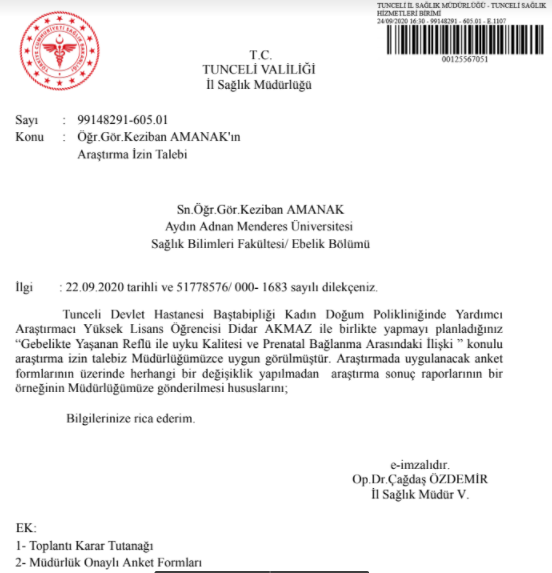 TUNCELİ İL SAĞLIK MÜDÜRLÜĞÜ - TUNCELİ SAĞLIK
HİZMETLERİ BİRİMİ
24/09/2020 16:50 - 99148291 - 605.01 - E.1107
00125567051
T.C.
TUNCELİ VALİLİĞİ
İl Sağlık Müdürlüğü
Sayı : 99148291-605.01
Konu : Öğr.Gör.Keziban AMANAK'ın
Araştırma İzin Talebi
Sn.Öğr.Gör.Keziban AMANAK
Aydın Adnan Menderes Üniversitesi
Sağlık Bilimleri Fakültesi/ Ebelik Bölümü
İlgi : 22.09.2020 tarihli ve 51778576/ 000- 1683 sayılı dilekçeniz.
Tunceli Devlet Hastanesi Baştabipliği Kadın Doğum Polikliniğinde Yardımcı
Araştırmacı Yüksek Lisans Öğrencisi Didar AKMAZ ile birlikte yapmayı planladığınız
“Gebelikte Yaşanan Reflü ile uyku Kalitesi ve Prenatal Bağlanma Arasındaki İlişki ” konulu
araştırma izin talebiz Müdürlüğümüzce uygun görülmüştür. Araştırmada uygulanacak anket
formlarının üzerinde herhangi bir değişiklik yapılmadan araştırma sonuç raporlarının bir
örneğinin Müdürlüğümüze gönderilmesi hususlarını;
Bilgilerinize rica ederim.
e-imzalıdır.
Op.Dr.Çağdaş ÖZDEMİR
İl Sağlık Müdür V.
EK:
1- Toplantı Karar Tutanağı
2- Müdürlük Onaylı Anket Formları